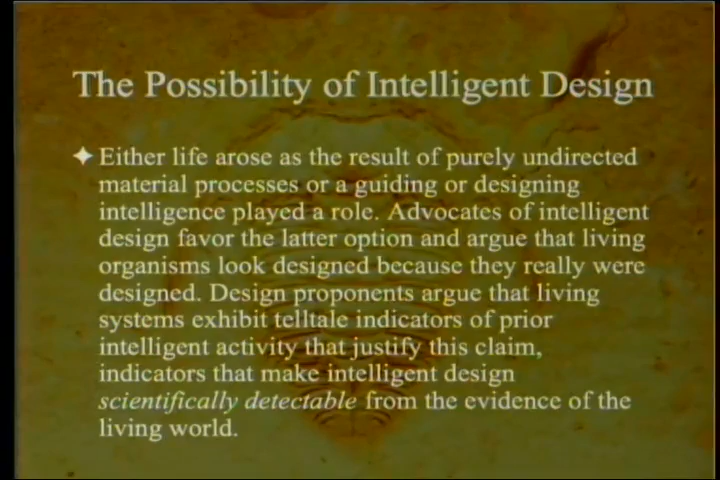 The Possibility of Intelligent Design
Either life arose as the result of purely undirected
material processes or a guiding or designing
intelligence played a role. Advocates of intelligent
design favor the latter option and argue that living
organisms look designed because they really were
designed. Design proponents argue that living
systems exhibit telltale indicators of prior
intelligent activity that justify this claim,
indicators that make intelligent design
scientifically detectable from the evidence of the
living world.